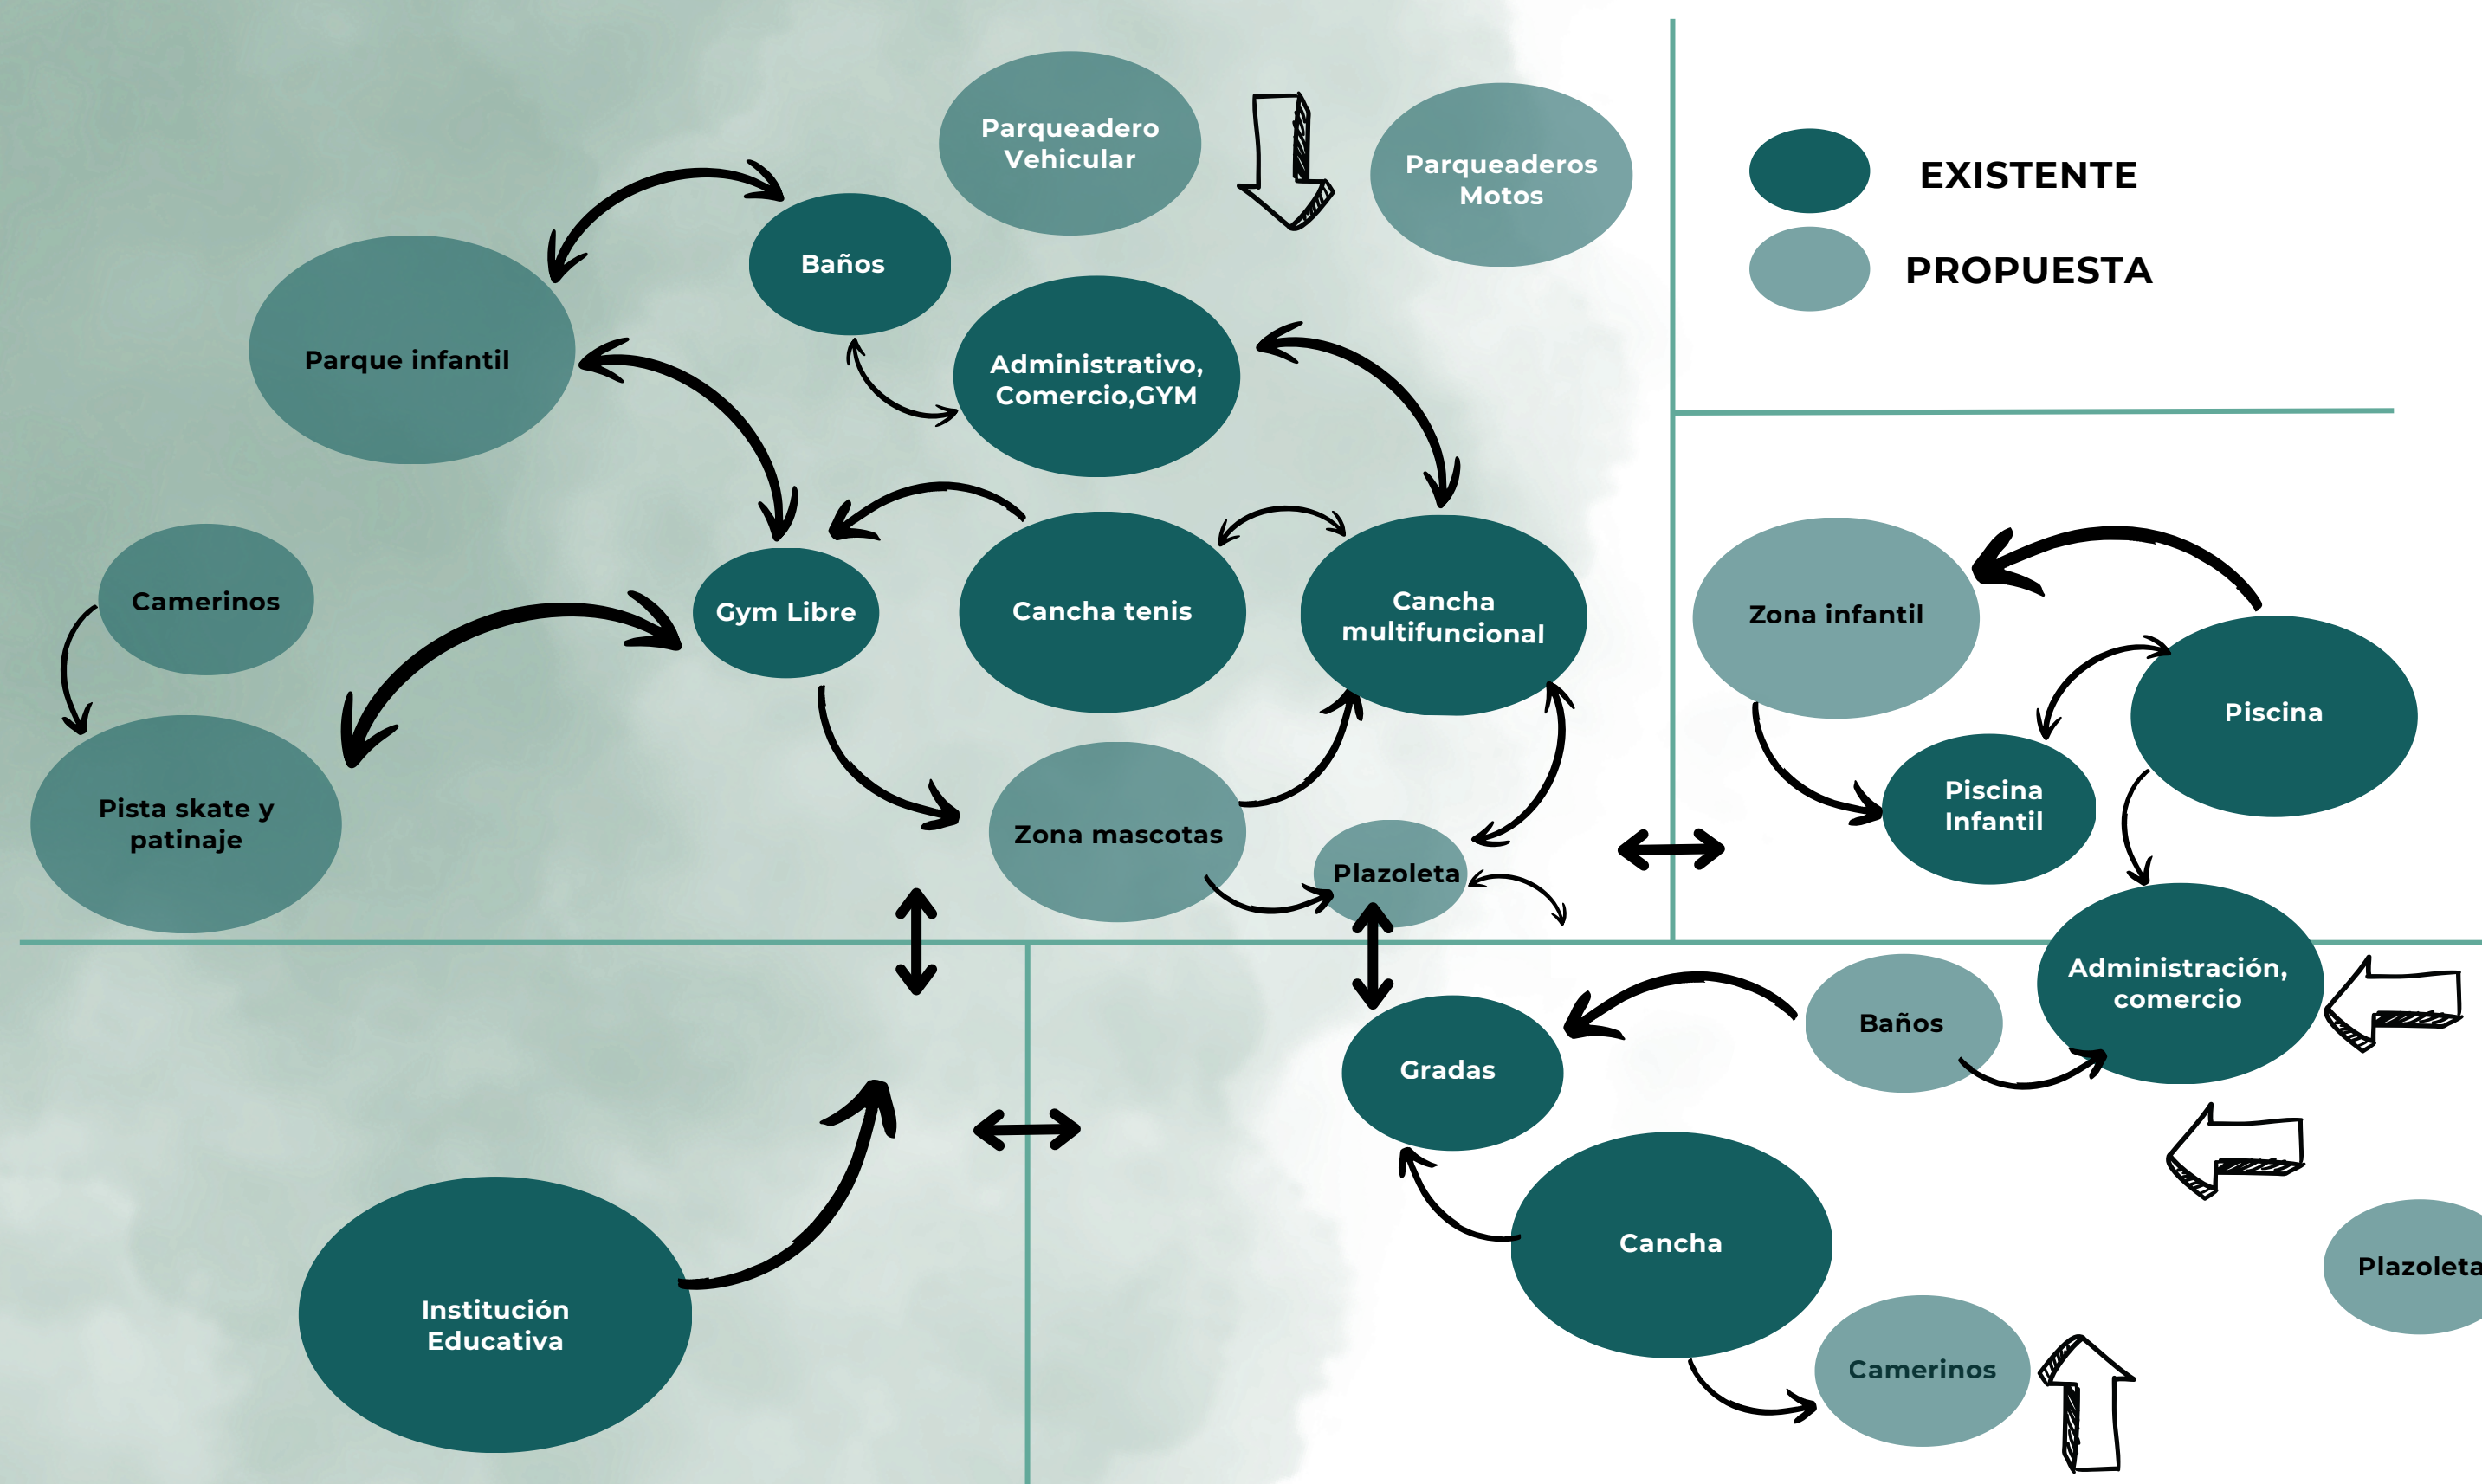 Parqueadero
Vehicular
Parqueaderos
Motos
EXISTENTE
PROPUESTA
Baños
Parque infantil
Administrativo,
Comercio,GYM
Camerinos
Gym Libre
Cancha tenis
Cancha
multifuncional
Zona infantil
Piscina
Pista skate y
patinaje
Zona mascotas
Plazoleta
Piscina
Infantil
Administración,
comercio
Baños
Gradas
Cancha
Plazoleta
Institución
Educativa
Camerinos